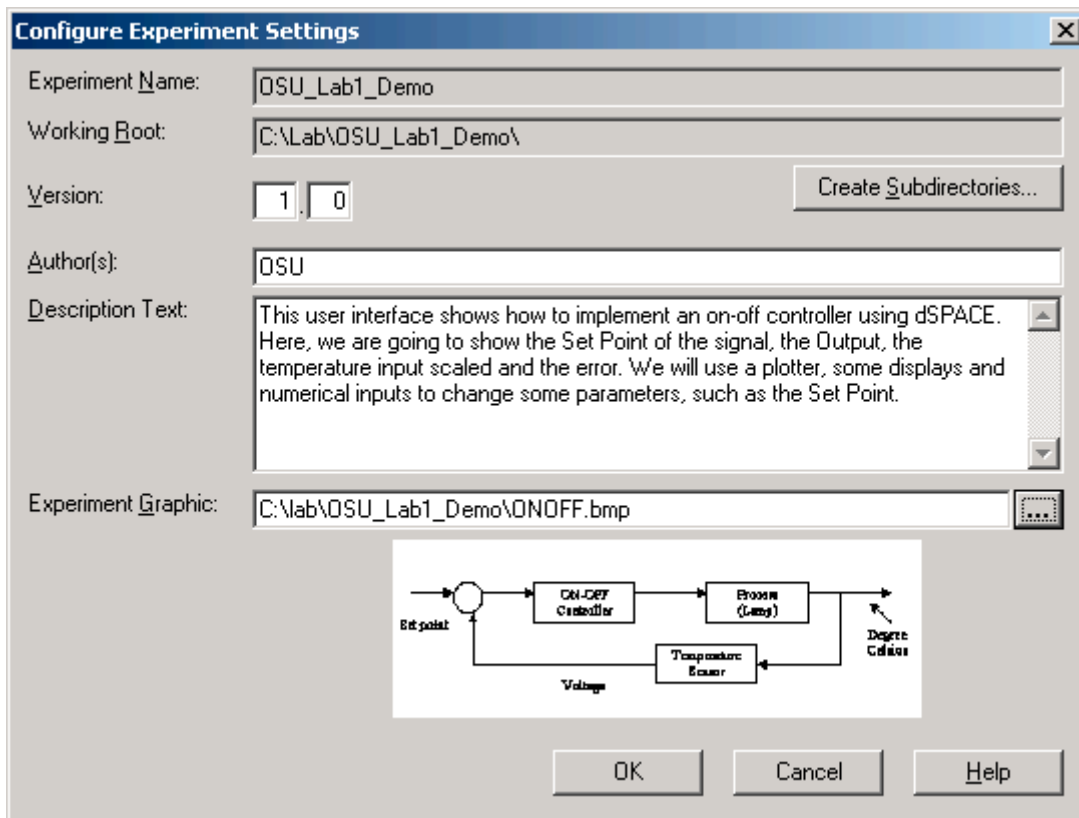 Configure Experiment Settings
Experiment Name:
OSU_Lab1_Demo
Working Root:
C:\Lab\OSU_Lab1_Demo\
Version:
1 . 0
Create Subdirectories...
Author(s):
OSU
Description Text:
This user interface shows how to implement an on-off controller using dSPACE.
Here, we are going to show the Set Point of the signal, the Output, the
temperature input scaled and the error. We will use a plotter, some displays and
numerical inputs to change some parameters, such as the Set Point.
Experiment Graphic:
C:\lab\OSU_Lab1_Demo\ONOFF.bmp
...
Set point
ON-OFF
Controller
Process
(Lamp)
Degree
Celsius
Temperature
Sensor
Voltage
OK
Cancel
Help